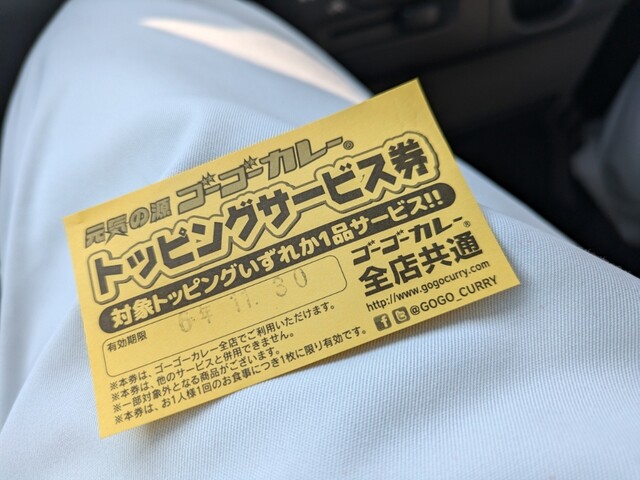 元気の源 ゴーゴーカレー®
トッピングサービス券
対象トッピングいずれか1品サービス!!
有効期限
6年 11. 30
ゴーゴーカレー®
全店共通
http://www.gogocurry.com
@GOGO_CURRY
※本券は、ゴーゴーカレー全店でご利用いただけます。
※本券は、他のサービスと併用できません。
※一部対象外となる商品がございます。
※本券は、お1人様1回のお食事につき1枚に限り有効です。